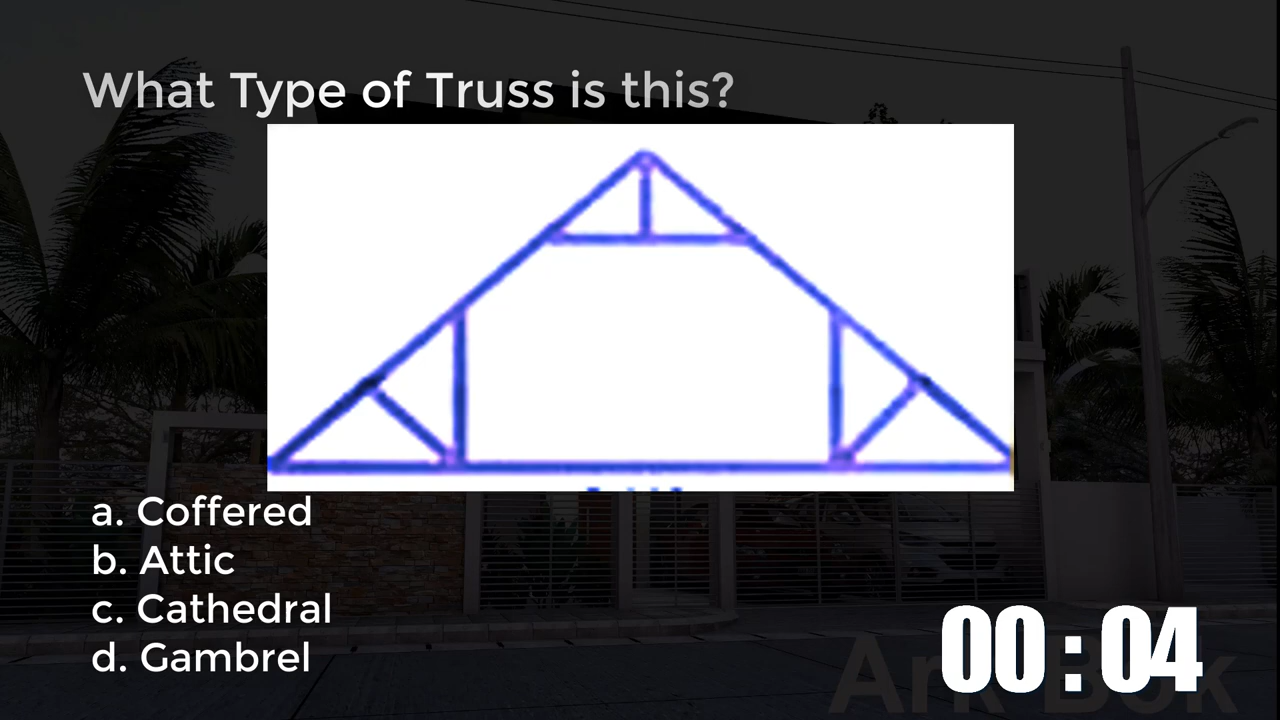 What Type of Truss is this?
a. Coffered
b. Attic
c. Cathedral
d. Gambrel
00 : 04